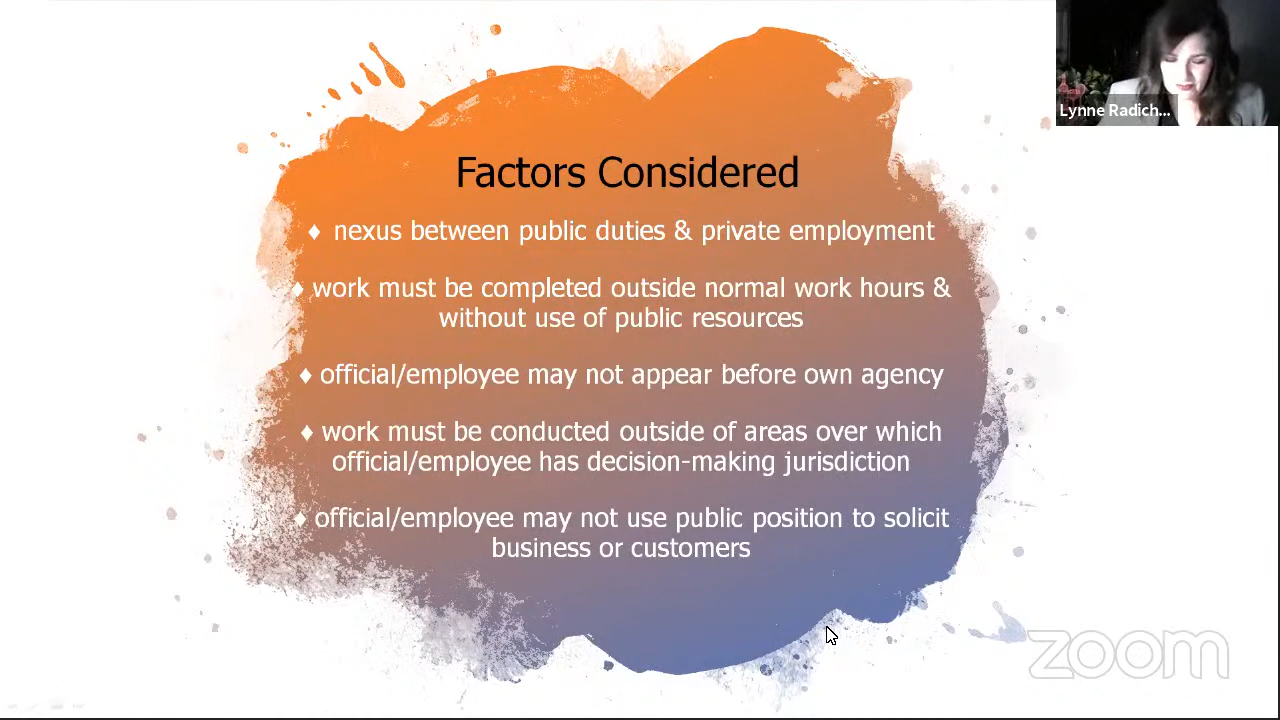 Lynne Radich...
Factors Considered
♦ nexus between public duties & private employment
♦ work must be completed outside normal work hours &
without use of public resources
♦ official/employee may not appear before own agency
♦ work must be conducted outside of areas over which
official/employee has decision-making jurisdiction
♦ official/employee may not use public position to solicit
business or customers
zoom